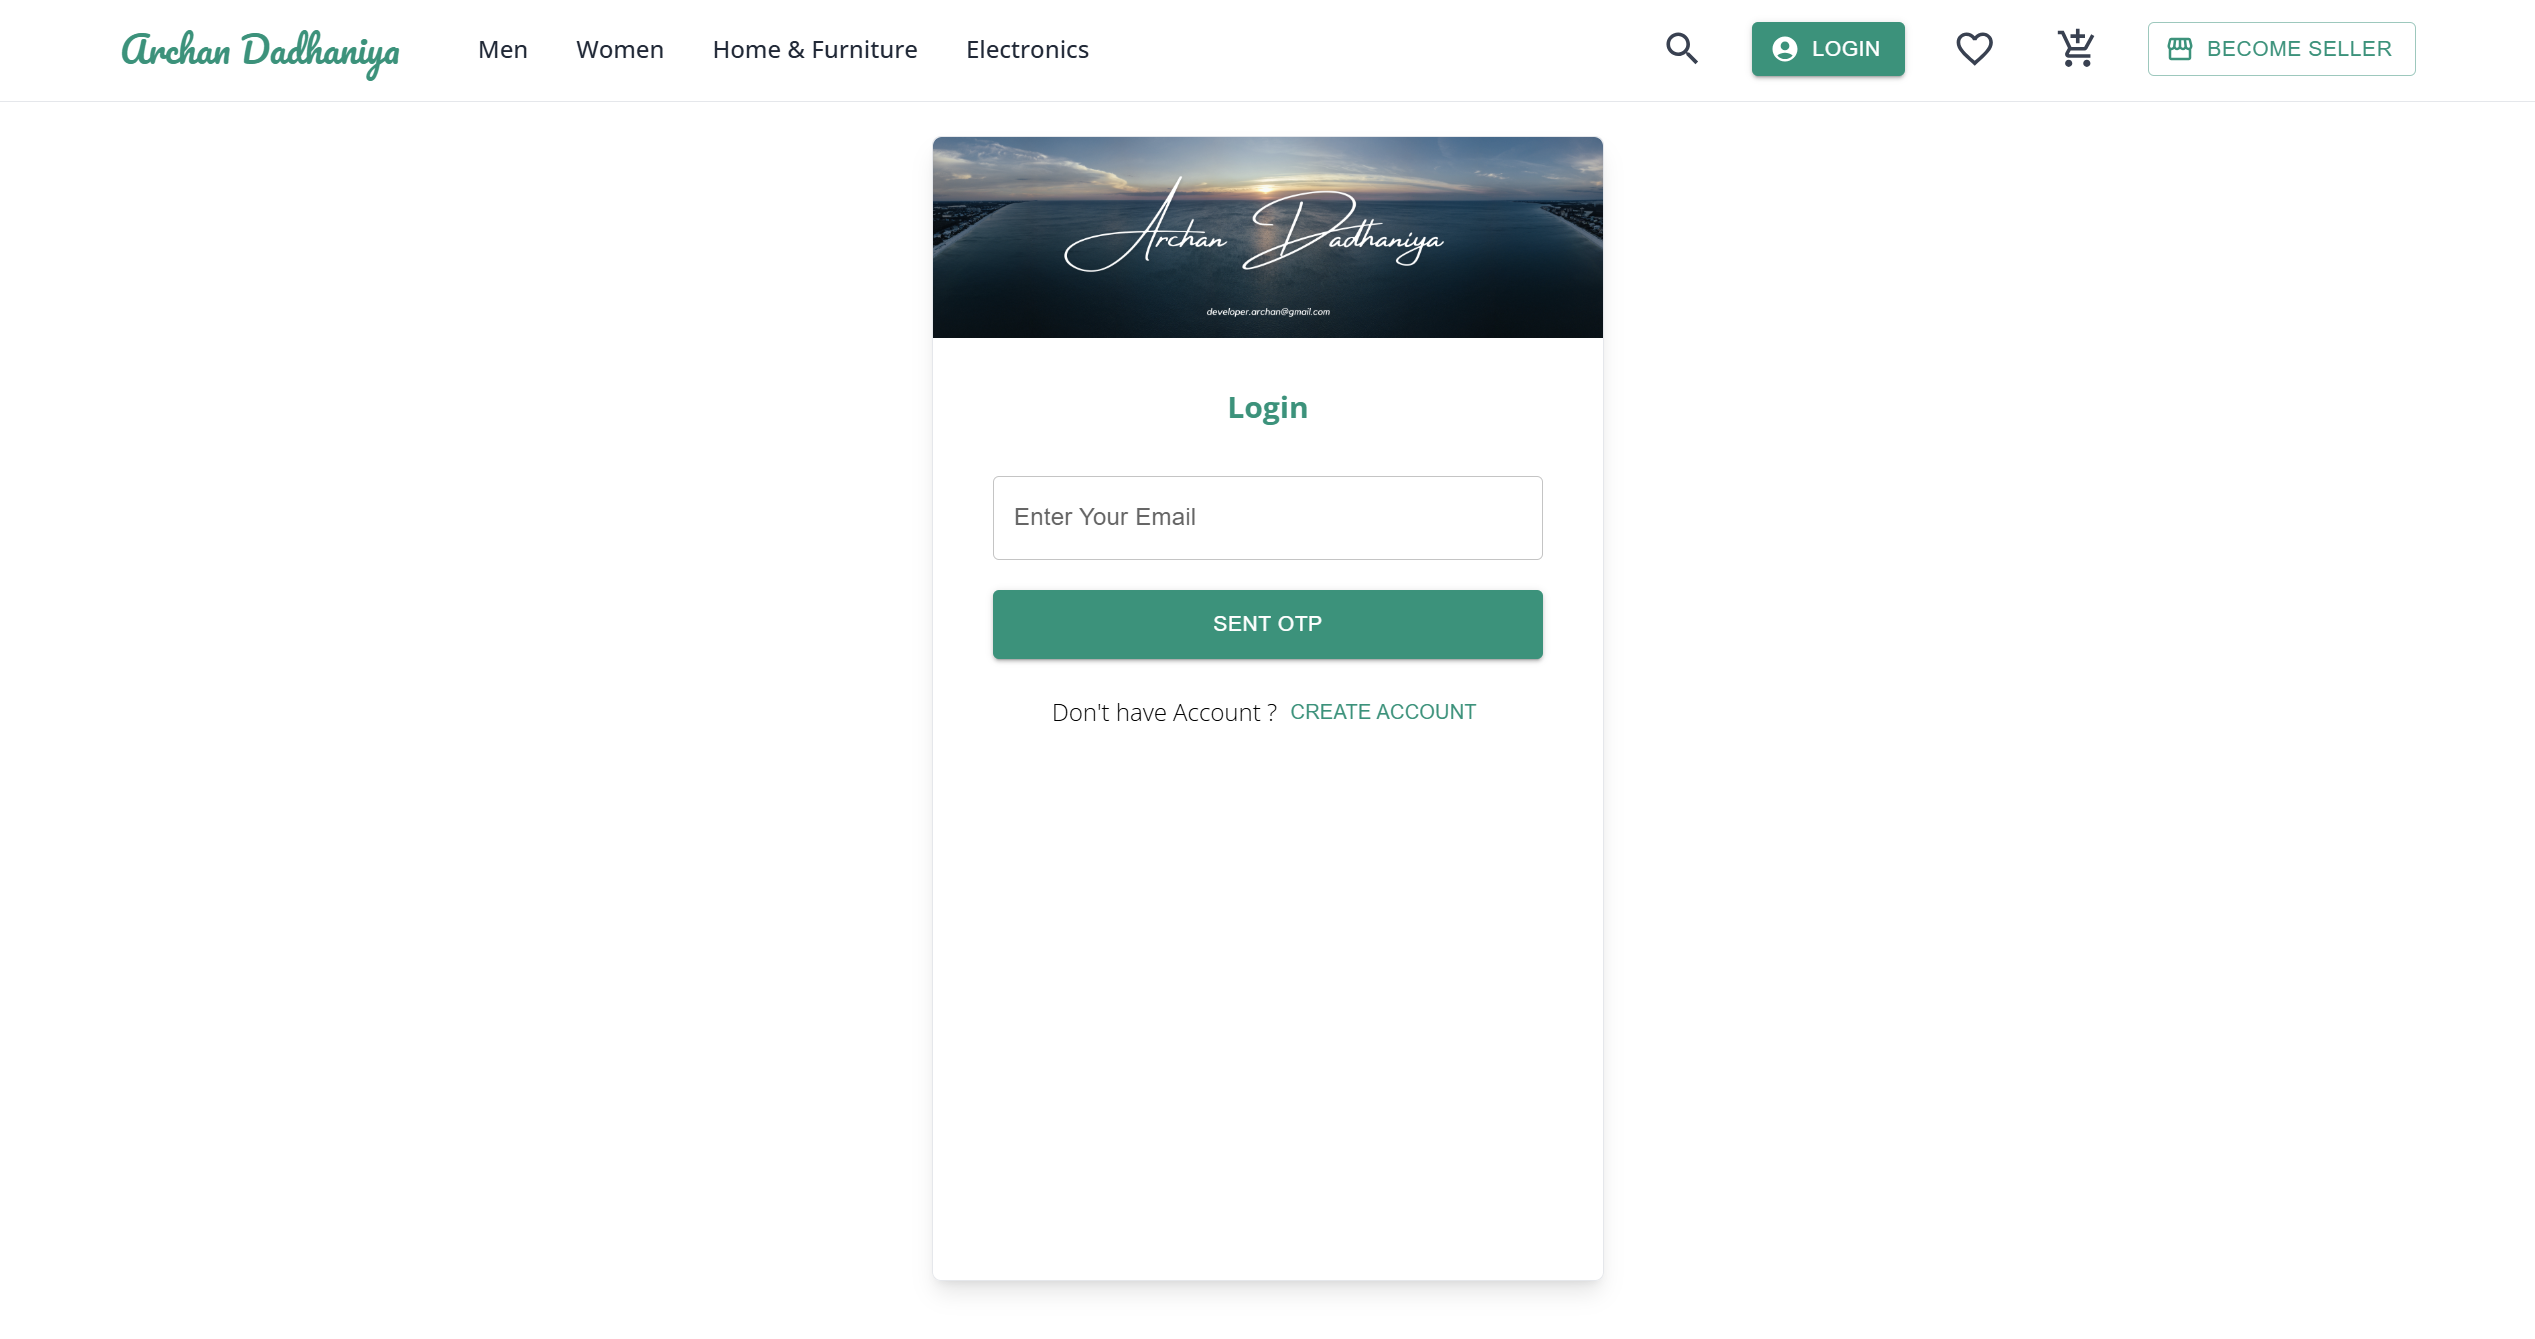 Archan Dadhaniya
Men Women Home & Furniture Electronics
LOGIN
BECOME SELLER
Archan Dadhaniya
developer.archan@gmail.com
Login
Enter Your Email
SENT OTP
Don't have Account ? CREATE ACCOUNT